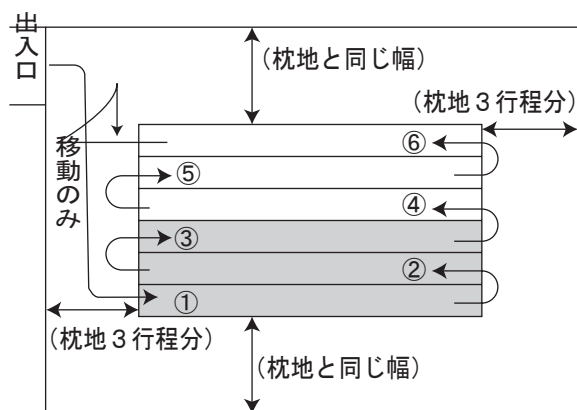 出入口
(枕地と同じ幅)
(枕地3行程分)
移動のみ
⑥
⑤
④
③
②
①
(枕地3行程分)
(枕地と同じ幅)